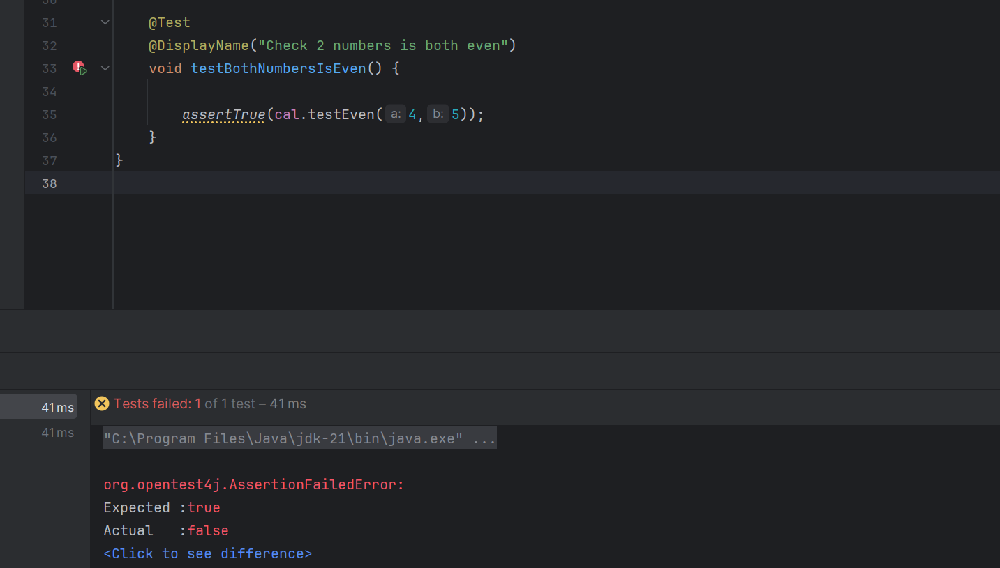 30
31 @Test
32 @DisplayName("Check 2 numbers is both even")
33 void testBothNumbersIsEven() {
34
35 assertTrue(cal.testEven( a: 4, b: 5));
36 }
37 }
38
41 ms
Tests failed: 1 of 1 test – 41 ms
41 ms
"C:\Program Files\Java\jdk-21\bin\java.exe" ...
org.opentest4j.AssertionFailedError:
Expected :true
Actual   :false
<Click to see difference>